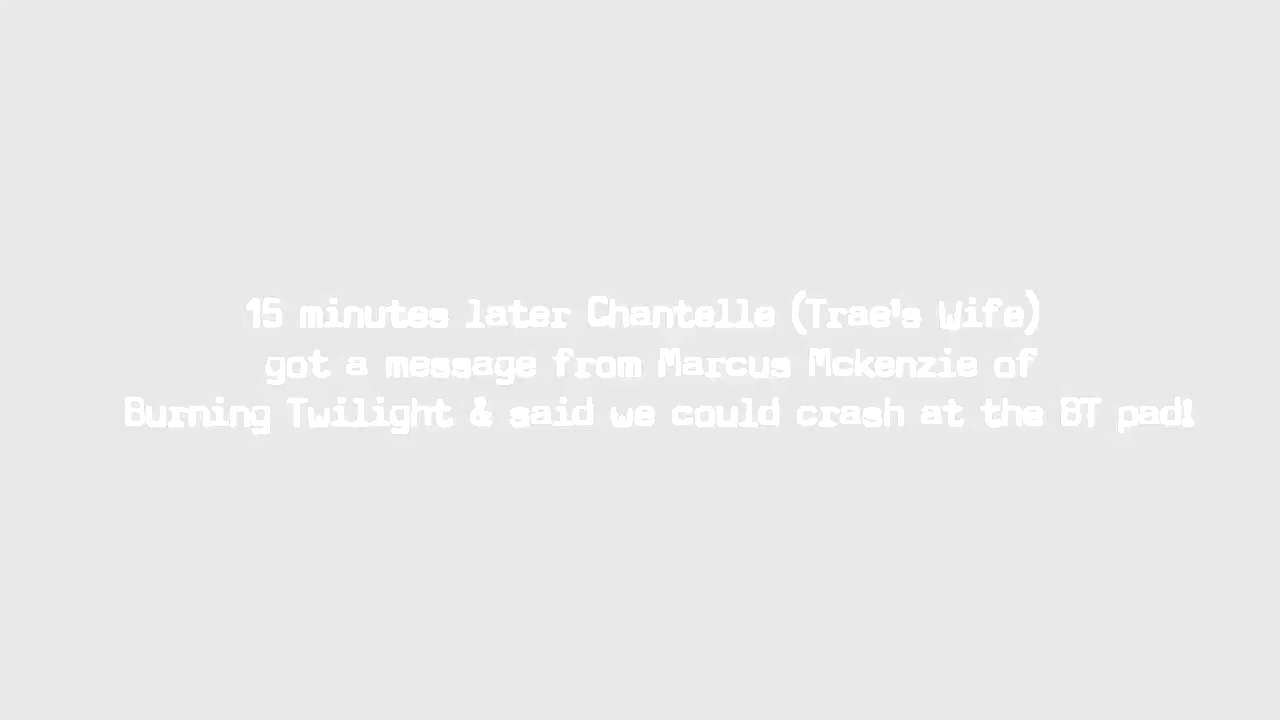 15 minutes later Chantelle (Trae's Wife)
got a message from Marcus Mckenzie of
Burning Twilight & said we could crash at the BT pad!